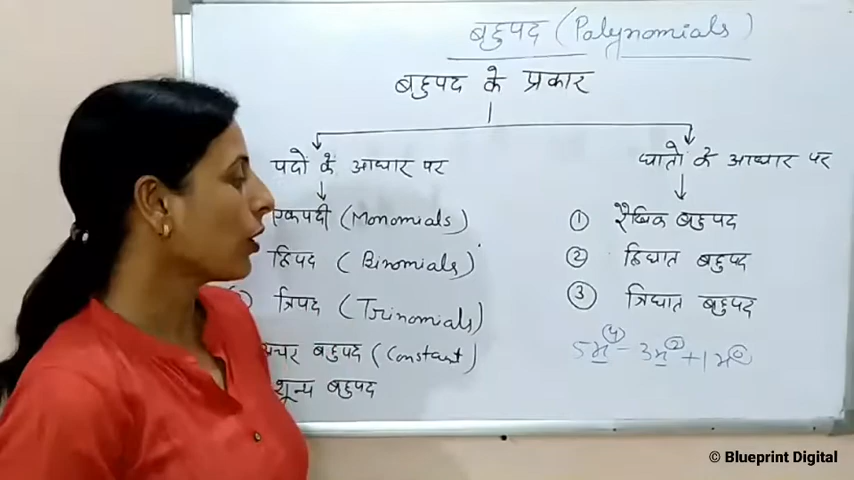 बहुपद (Polynomials)
बहुपद के प्रकार
पदों के आधार पर
घातों के आधार पर
एकपदी (Monomials)
① रैखिक बहुपद
द्विपद (Binomials)
② द्विघात बहुपद
त्रिपद (Trinomials)
③ त्रिघात बहुपद
अचर बहुपद (Constant)
शून्य बहुपद
© Blueprint Digital